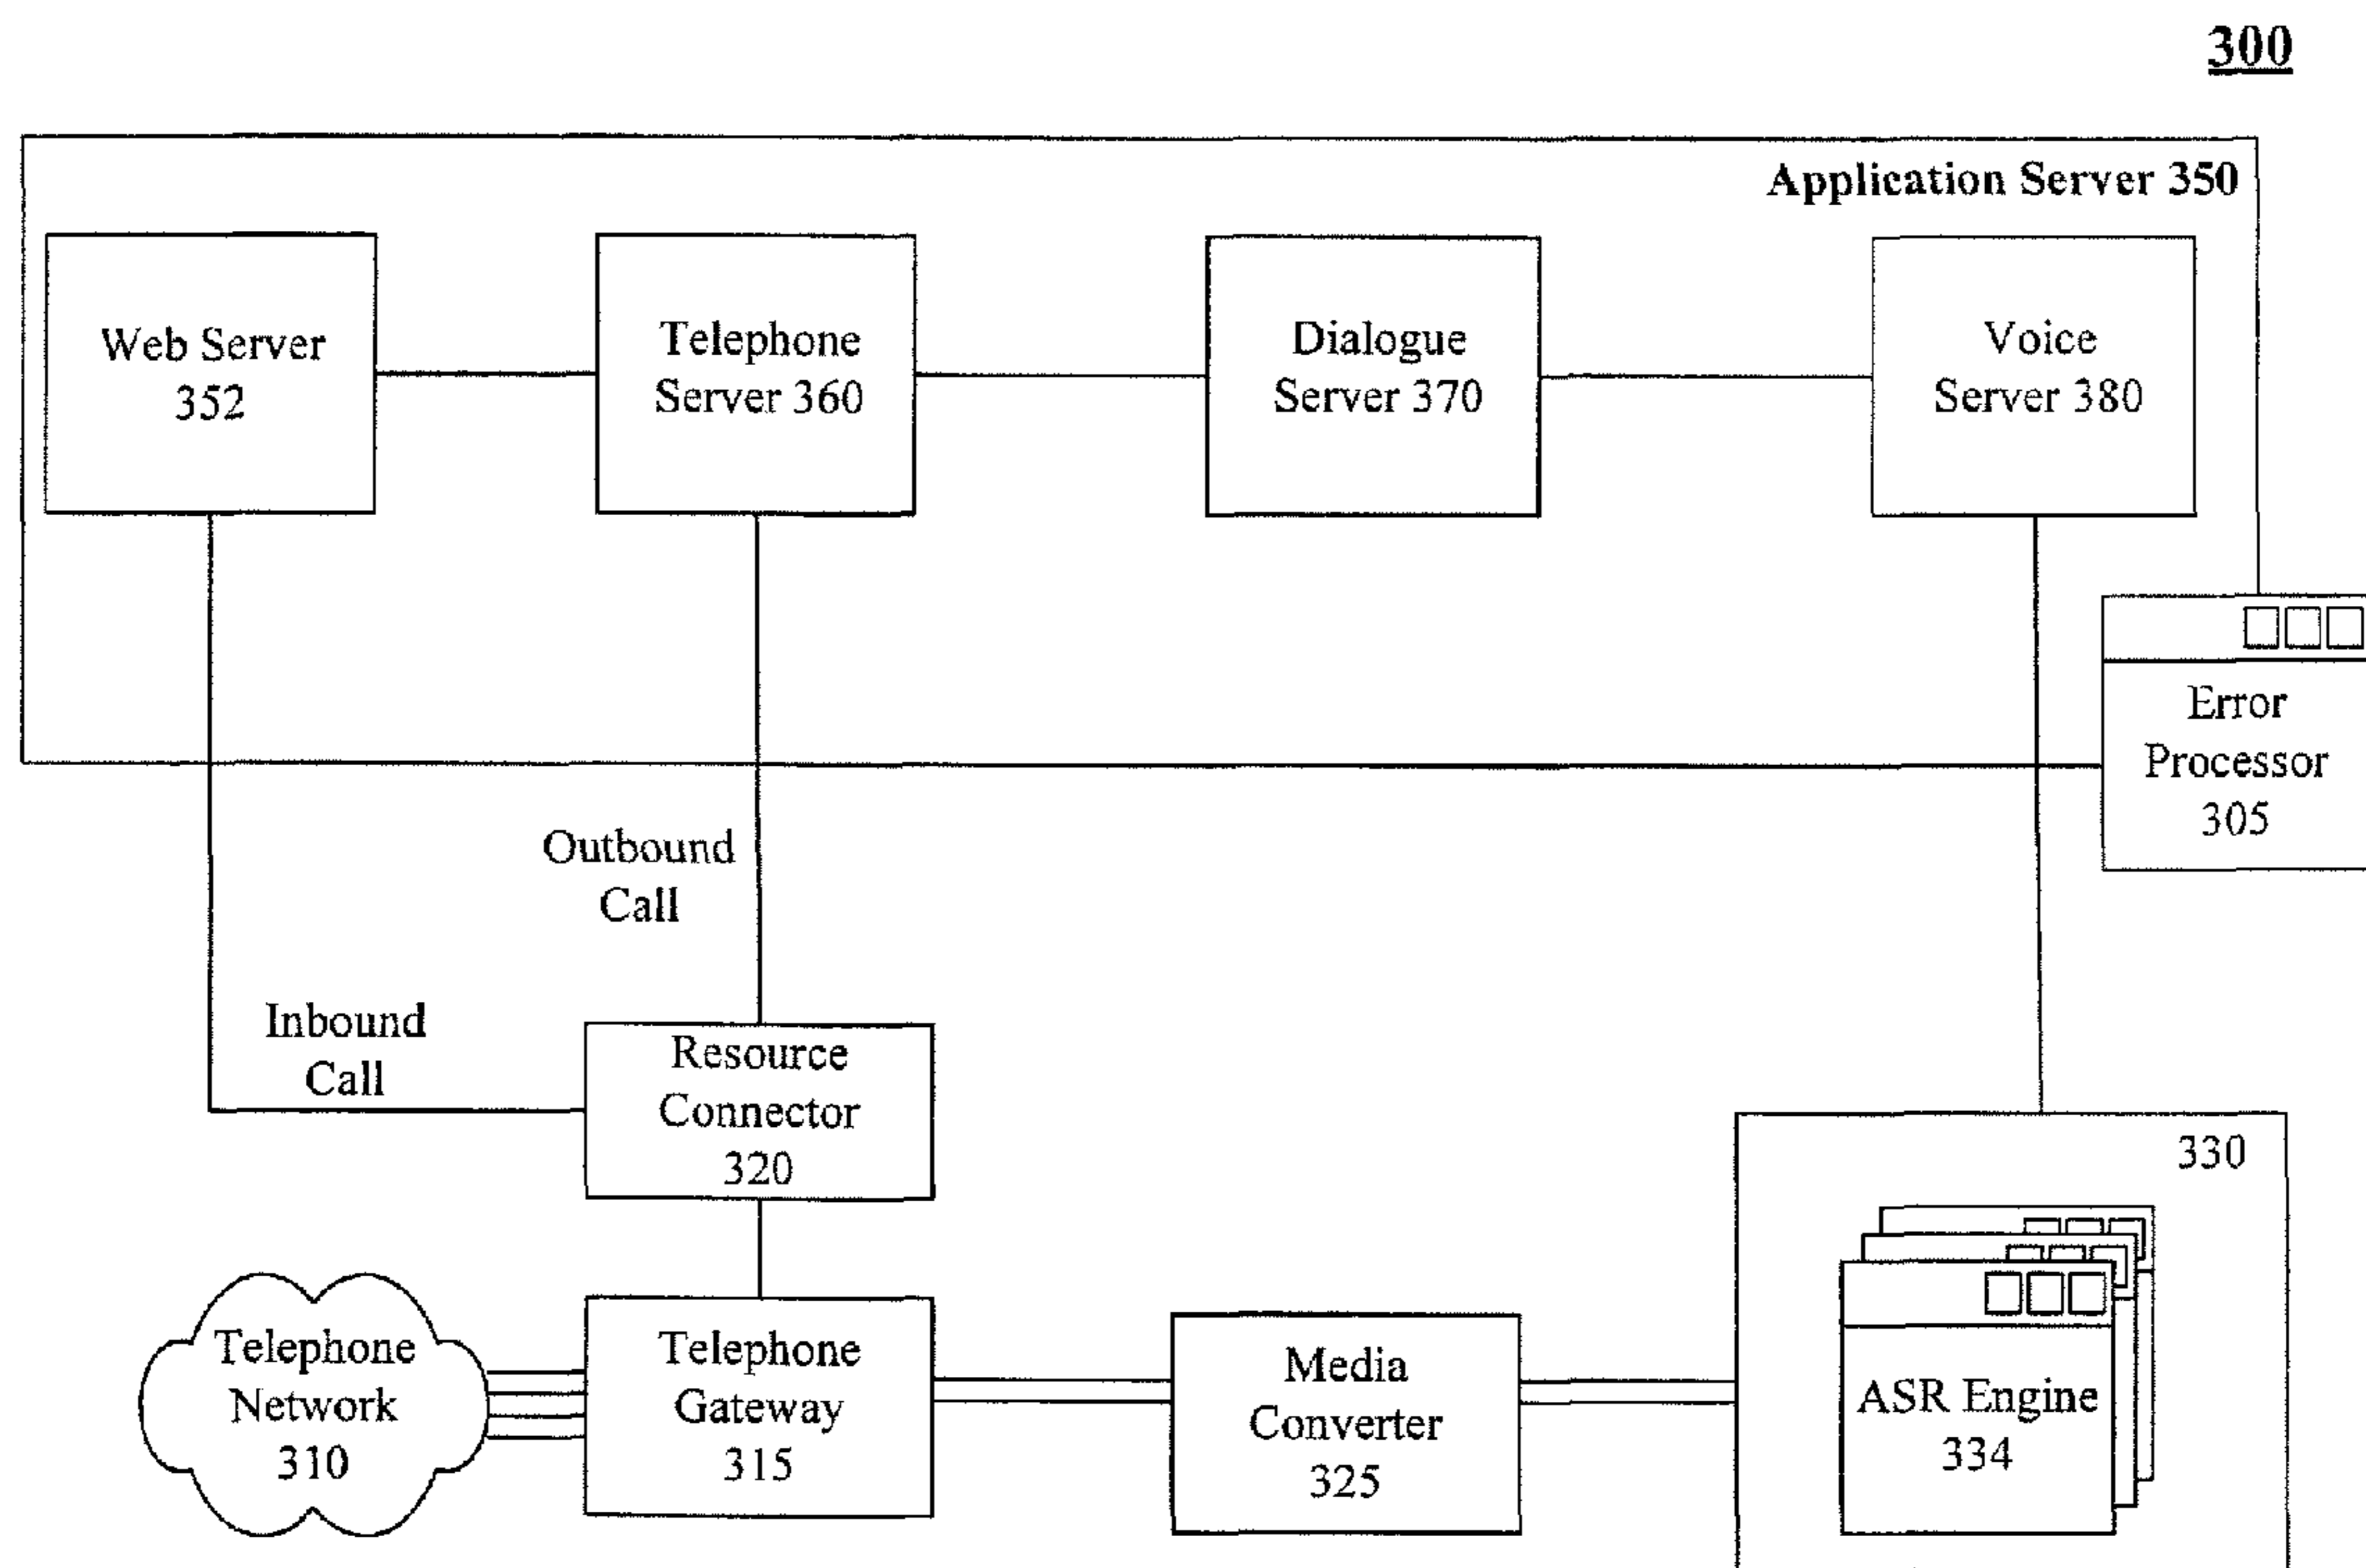 300
Application Server 350
Web Server
352
Telephone
Server 360
Dialogue
Server 370
Voice
Server 380
Error
Processor
305
Outbound
Call
Inbound
Call
Resource
Connector
320
330
Telephone
Network
310
Telephone
Gateway
315
Media
Converter
325
ASR Engine
334